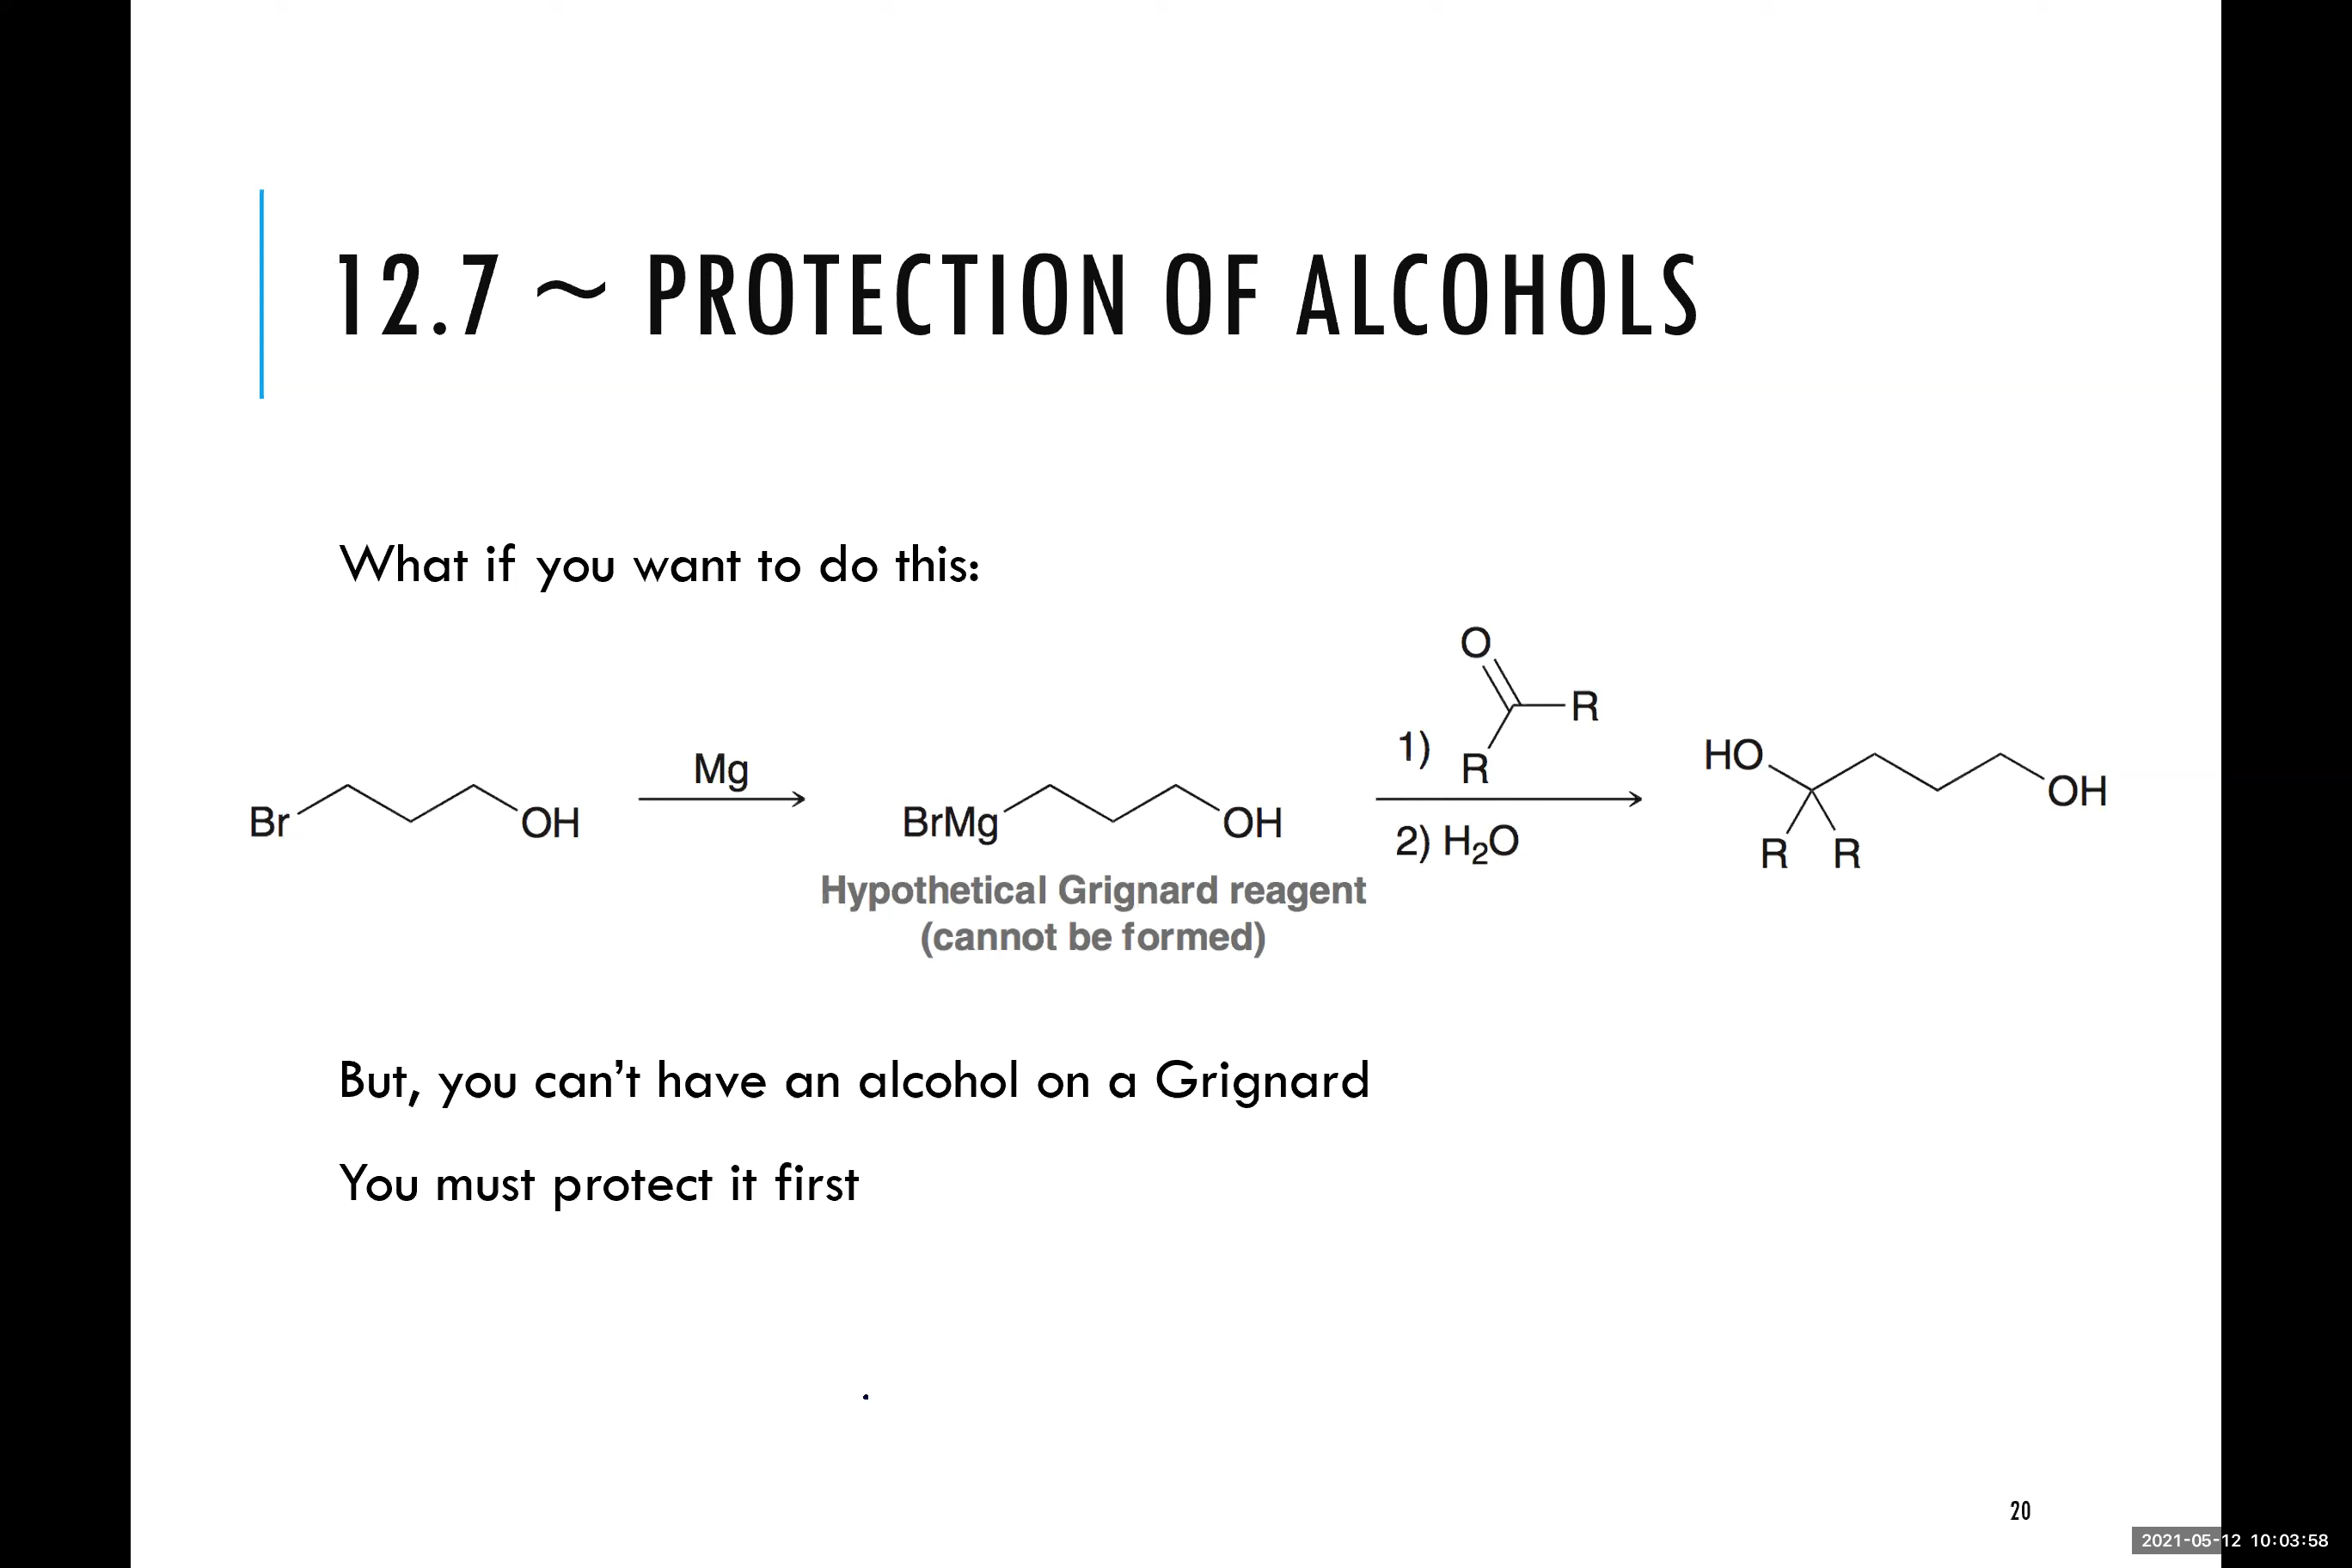 12.7 ~ PROTECTION OF ALCOHOLS
What if you want to do this:
Br OH
Mg
BrMg OH
Hypothetical Grignard reagent
(cannot be formed)
O
R
1) R
2) H₂O
HO OH
R R
But, you can't have an alcohol on a Grignard
You must protect it first
20
2021-05-12 10:03:58